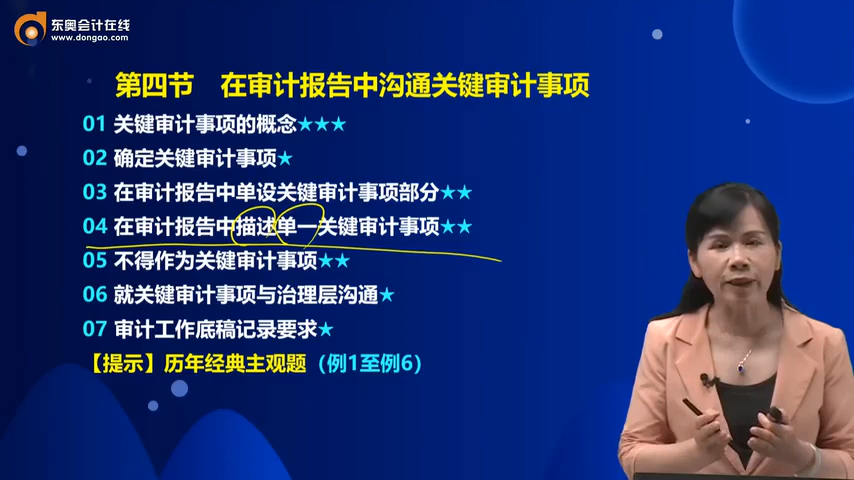 东奥会计在线
www.dongao.com
第四节 在审计报告中沟通关键审计事项
01 关键审计事项的概念★★★
02 确定关键审计事项★
03 在审计报告中单设关键审计事项部分★★
04 在审计报告中描述单一关键审计事项★★
05 不得作为关键审计事项★★
06 就关键审计事项与治理层沟通★
07 审计工作底稿记录要求★
【提示】历年经典主观题（例1至例6）